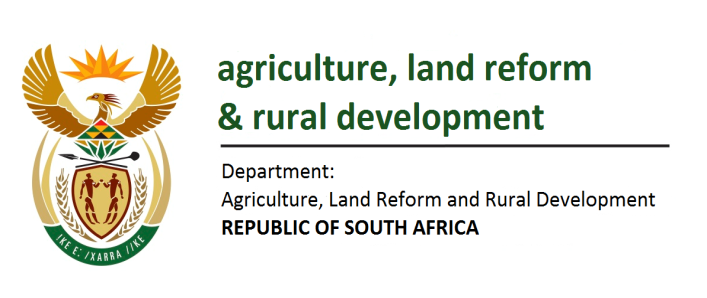 agriculture, land reform
& rural development
Department:
Agriculture, Land Reform and Rural Development
REPUBLIC OF SOUTH AFRICA
!KE E: /XARRA //KE